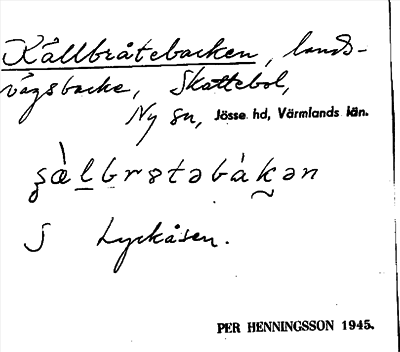 Källbråtebacken, lands-
vägsbacke, Skattebol,
Ny sn, Jösse hd, Värmlands län.
S Lyckåsen.
PER HENNINGSSON 1945.